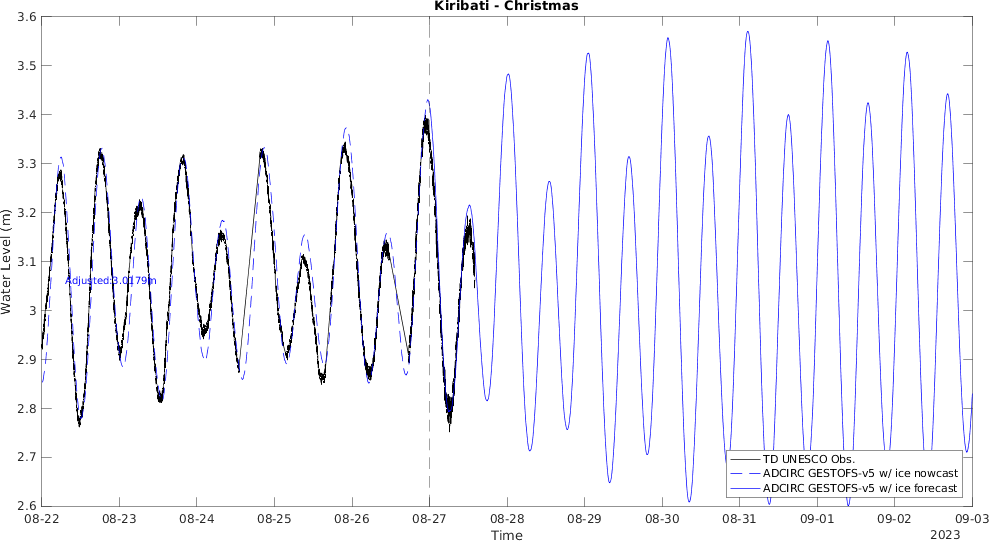 Kiribati - Christmas
3.6
3.5
3.4
3.3
3.2
3.1
3
2.9
2.8
2.7
2.6
Water Level (m)
Adjusted:3.0179m
TD UNESCO Obs.
ADCIRC GESTOFS-v5 w/ ice nowcast
ADCIRC GESTOFS-v5 w/ ice forecast
08-22 08-23 08-24 08-25 08-26 08-27 08-28 08-29 08-30 08-31 09-01 09-02 09-03
Time
2023